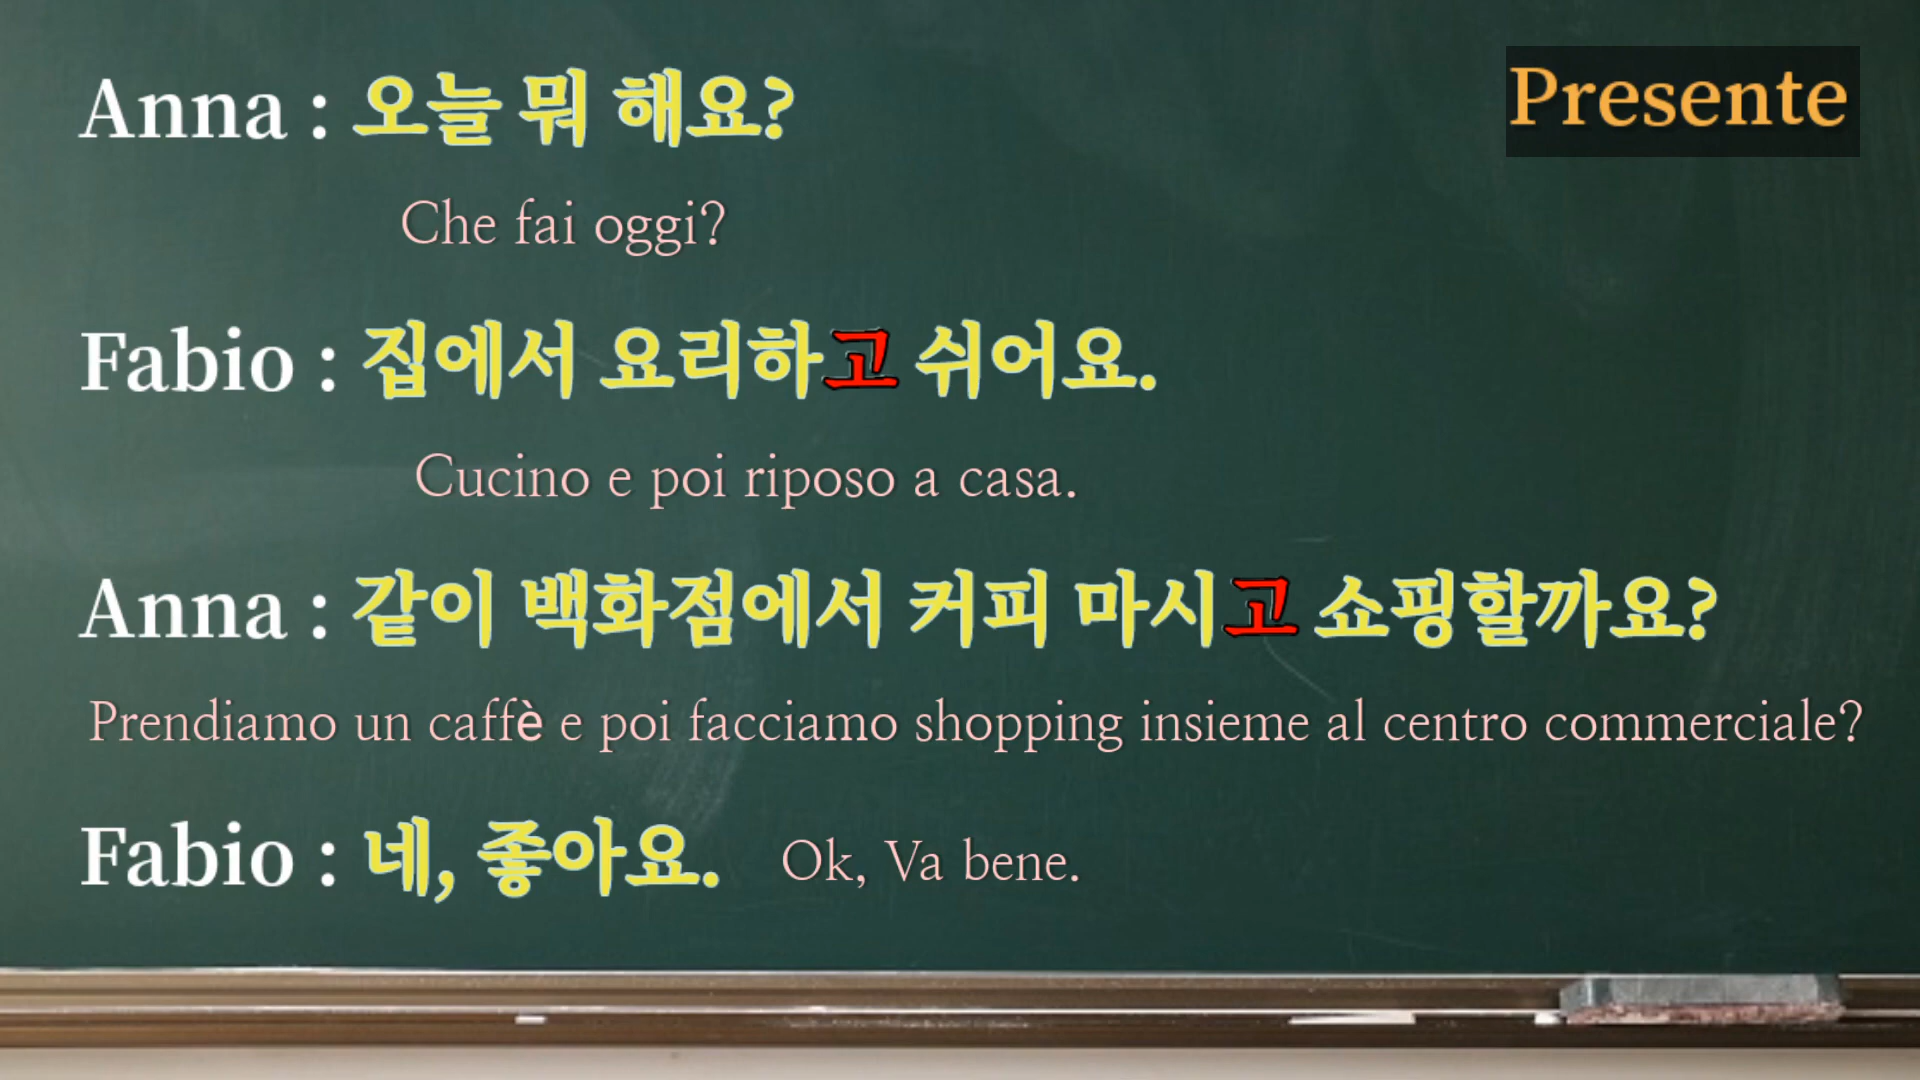 Presente
Anna : 오늘 뭐 해요?
Che fai oggi?
Fabio : 집에서 요리하고 쉬어요.
Cucino e poi riposo a casa.
Anna : 같이 백화점에서 커피 마시고 쇼핑할까요?
Prendiamo un caffè e poi facciamo shopping insieme al centro commerciale?
Fabio : 네, 좋아요. Ok, Va bene.